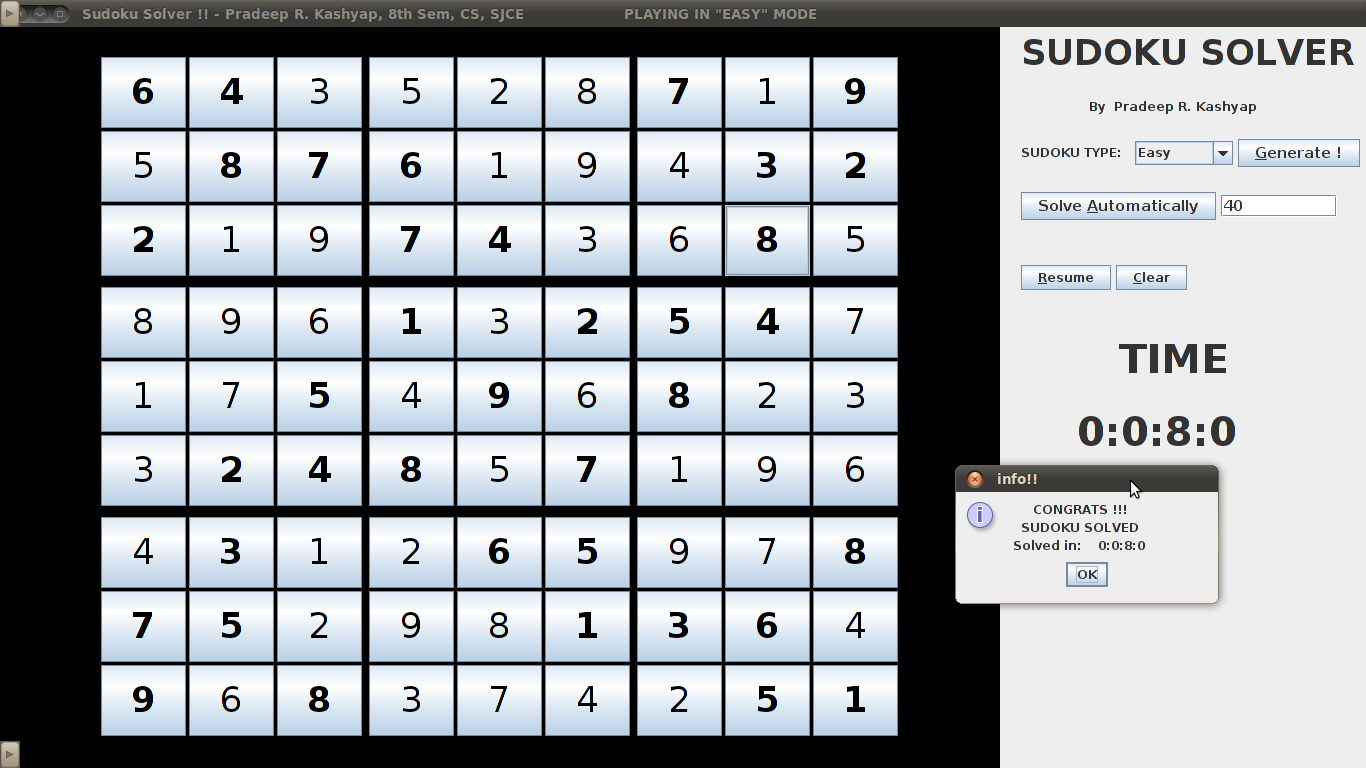 Sudoku Solver !! - Pradeep R. Kashyap, 8th Sem, CS, SJCE PLAYING IN "EASY" MODE
SUDOKU SOLVER
By Pradeep R. Kashyap
SUDOKU TYPE: Easy Generate !
Solve Automatically 40
Resume Clear
TIME
0:0:8:0
6 4 3 5 2 8 7 1 9
5 8 7 6 1 9 4 3 2
2 1 9 7 4 3 6 8 5
8 9 6 1 3 2 5 4 7
1 7 5 4 9 6 8 2 3
3 2 4 8 5 7 1 9 6
4 3 1 2 6 5 9 7 8
7 5 2 9 8 1 3 6 4
9 6 8 3 7 4 2 5 1
info!!
CONGRATS !!!
SUDOKU SOLVED
Solved in: 0:0:8:0
OK